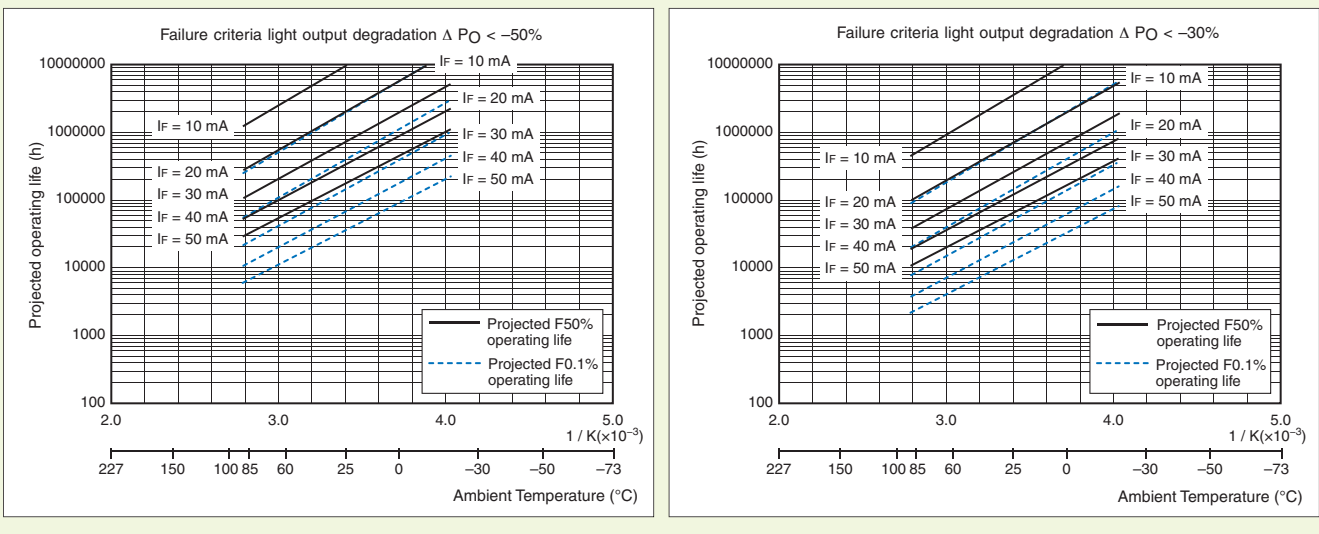 Failure criteria light output degradation Δ PO < –50%
10000000
1000000
100000
10000
1000
100
Projected operating life (h)
IF = 10 mA
IF = 20 mA
IF = 30 mA
IF = 40 mA
IF = 50 mA
IF = 10 mA
IF = 20 mA
IF = 30 mA
IF = 40 mA
IF = 50 mA
Projected F50%
operating life
Projected F0.1%
operating life
2.0 3.0 4.0 5.0
1 / K(×10–3)
227 150 100 85 60 25 0 –30 –50 –73
Ambient Temperature (°C)
Failure criteria light output degradation Δ PO < –30%
10000000
1000000
100000
10000
1000
100
Projected operating life (h)
IF = 10 mA
IF = 20 mA
IF = 30 mA
IF = 40 mA
IF = 50 mA
IF = 10 mA
IF = 20 mA
IF = 30 mA
IF = 40 mA
IF = 50 mA
Projected F50%
operating life
Projected F0.1%
operating life
2.0 3.0 4.0 5.0
1 / K(×10–3)
227 150 100 85 60 25 0 –30 –50 –73
Ambient Temperature (°C)